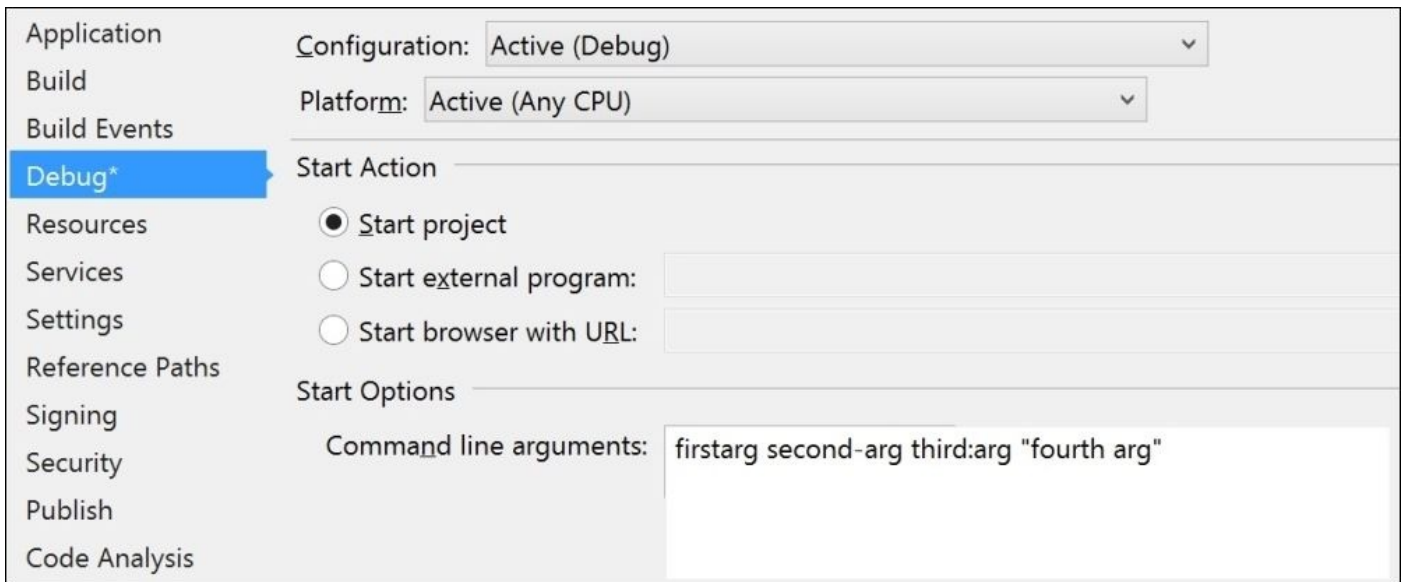 Application
Build
Build Events
Debug*
Resources
Services
Settings
Reference Paths
Signing
Security
Publish
Code Analysis
Configuration: Active (Debug)
Platform: Active (Any CPU)
Start Action
Start project
Start external program:
Start browser with URL:
Start Options
Command line arguments: firstarg second-arg third:arg "fourth arg"